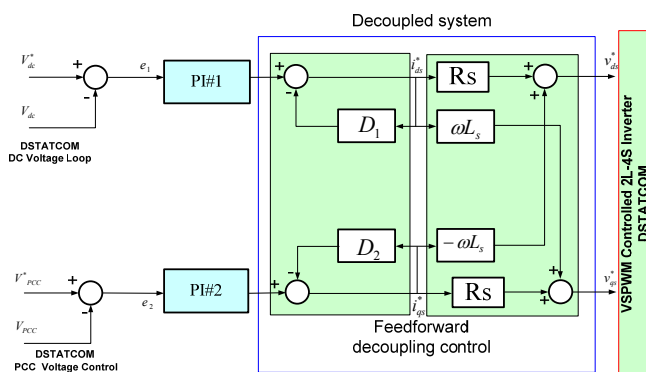 Decoupled system
V*dc
+
-
Vdc
e1
PI#1
+
-
i*ds
Rs
+
+
v*ds
D1
ωLs
DSTATCOM
DC Voltage Loop
D2
-ωLs
V*PCC
+
-
VPCC
e2
PI#2
+
-
i*qs
Rs
+
+
v*qs
DSTATCOM
PCC Voltage Control
Feedforward
decoupling control
VSPWM Controlled 2L-4S Inverter
DSTATCOM